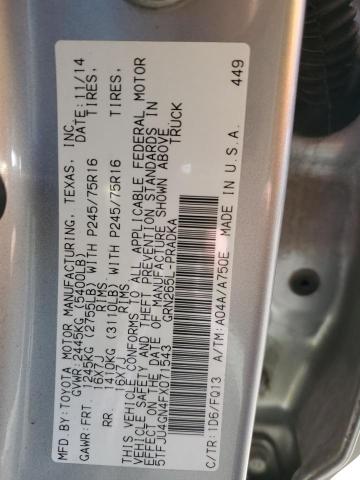 MFD.BY:TOYOTA MOTOR MANUFACTURING, TEXAS, INC.
GVWR:2445KG (5400LB) DATE: 11/14
GAWR:FRT. 1245KG (2755LB) WITH P245/75R16 TIRES,
16X7J RIMS
RR. 1410KG (3110LB) WITH P245/75R16 TIRES,
16X7J RIMS
THIS VEHICLE CONFORMS TO ALL APPLICABLE FEDERAL MOTOR
VEHICLE SAFETY AND THEFT PREVENTION STANDARDS IN
EFFECT ON THE DATE OF MANUFACTURE SHOWN ABOVE.
5TFJU4GN4FX071543 TRUCK
GRN265L-PRADKA
C/TR:1D6/FQ13 A/TM:A04A/A750E MADE IN U.S.A. 449